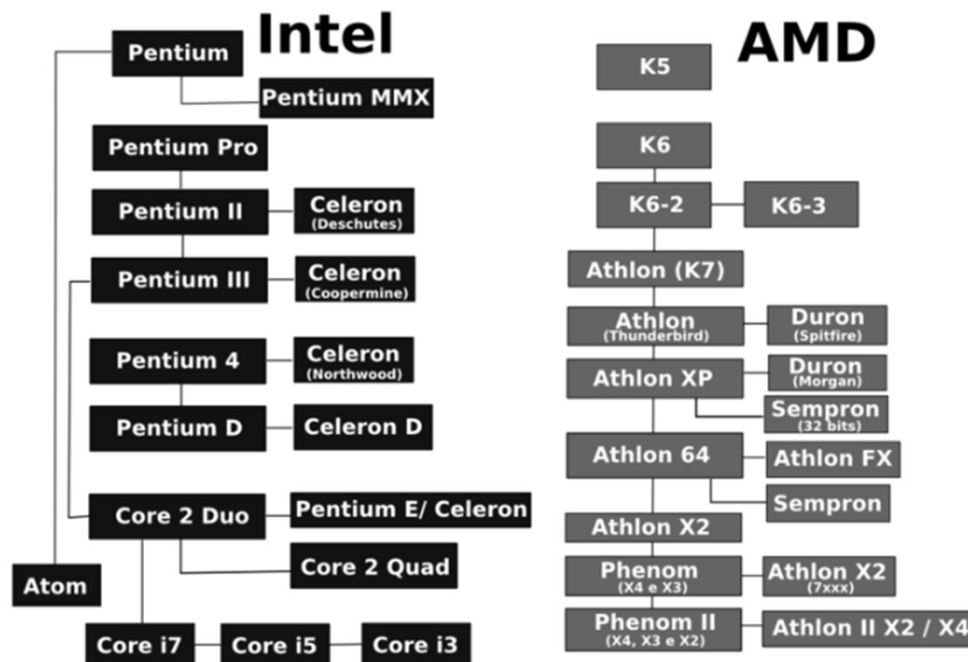 Intel
Pentium
Pentium MMX
Pentium Pro
Pentium II
Celeron
(Deschutes)
Pentium III
Celeron
(Coopermine)
Pentium 4
Celeron
(Northwood)
Pentium D
Celeron D
Core 2 Duo
Pentium E/ Celeron
Core 2 Quad
Atom
Core i7
Core i5
Core i3
AMD
K5
K6
K6-2
K6-3
Athlon (K7)
Athlon
(Thunderbird)
Duron
(Spitfire)
Athlon XP
Duron
(Morgan)
Sempron
(32 bits)
Athlon 64
Athlon FX
Sempron
Athlon X2
Phenom
(X4 e X3)
Athlon X2
(7xxx)
Phenom II
(X4, X3 e X2)
Athlon II X2 / X4